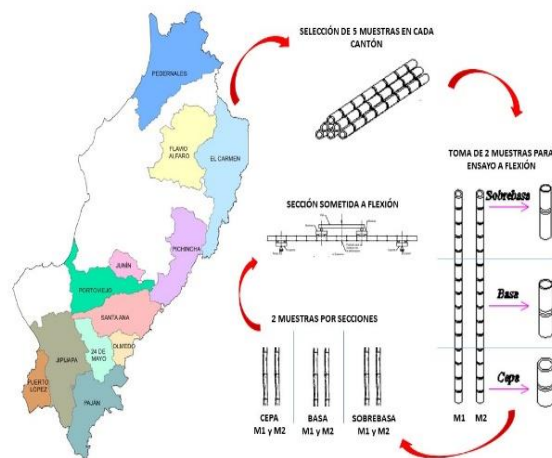 PEDERNALES
FLAVIO
ALFARO
EL CARMEN
PICHINCHA
JUNÍN
PORTOVIEJO
SANTA ANA
OLMEDO
24 DE
MAYO
JIPIJAPA
PUERTO
LOPEZ
PAJÁN
SELECCIÓN DE 5 MUESTRAS EN CADA
CANTÓN
TOMA DE 2 MUESTRAS PARA
ENSAYO A FLEXIÓN
Sobrebasa
Basa
Cepa
M1
M2
SECCIÓN SOMETIDA A FLEXIÓN
2 MUESTRAS POR SECCIONES
CEPA
M1 y M2
BASA
M1 y M2
SOBREBASA
M1 y M2